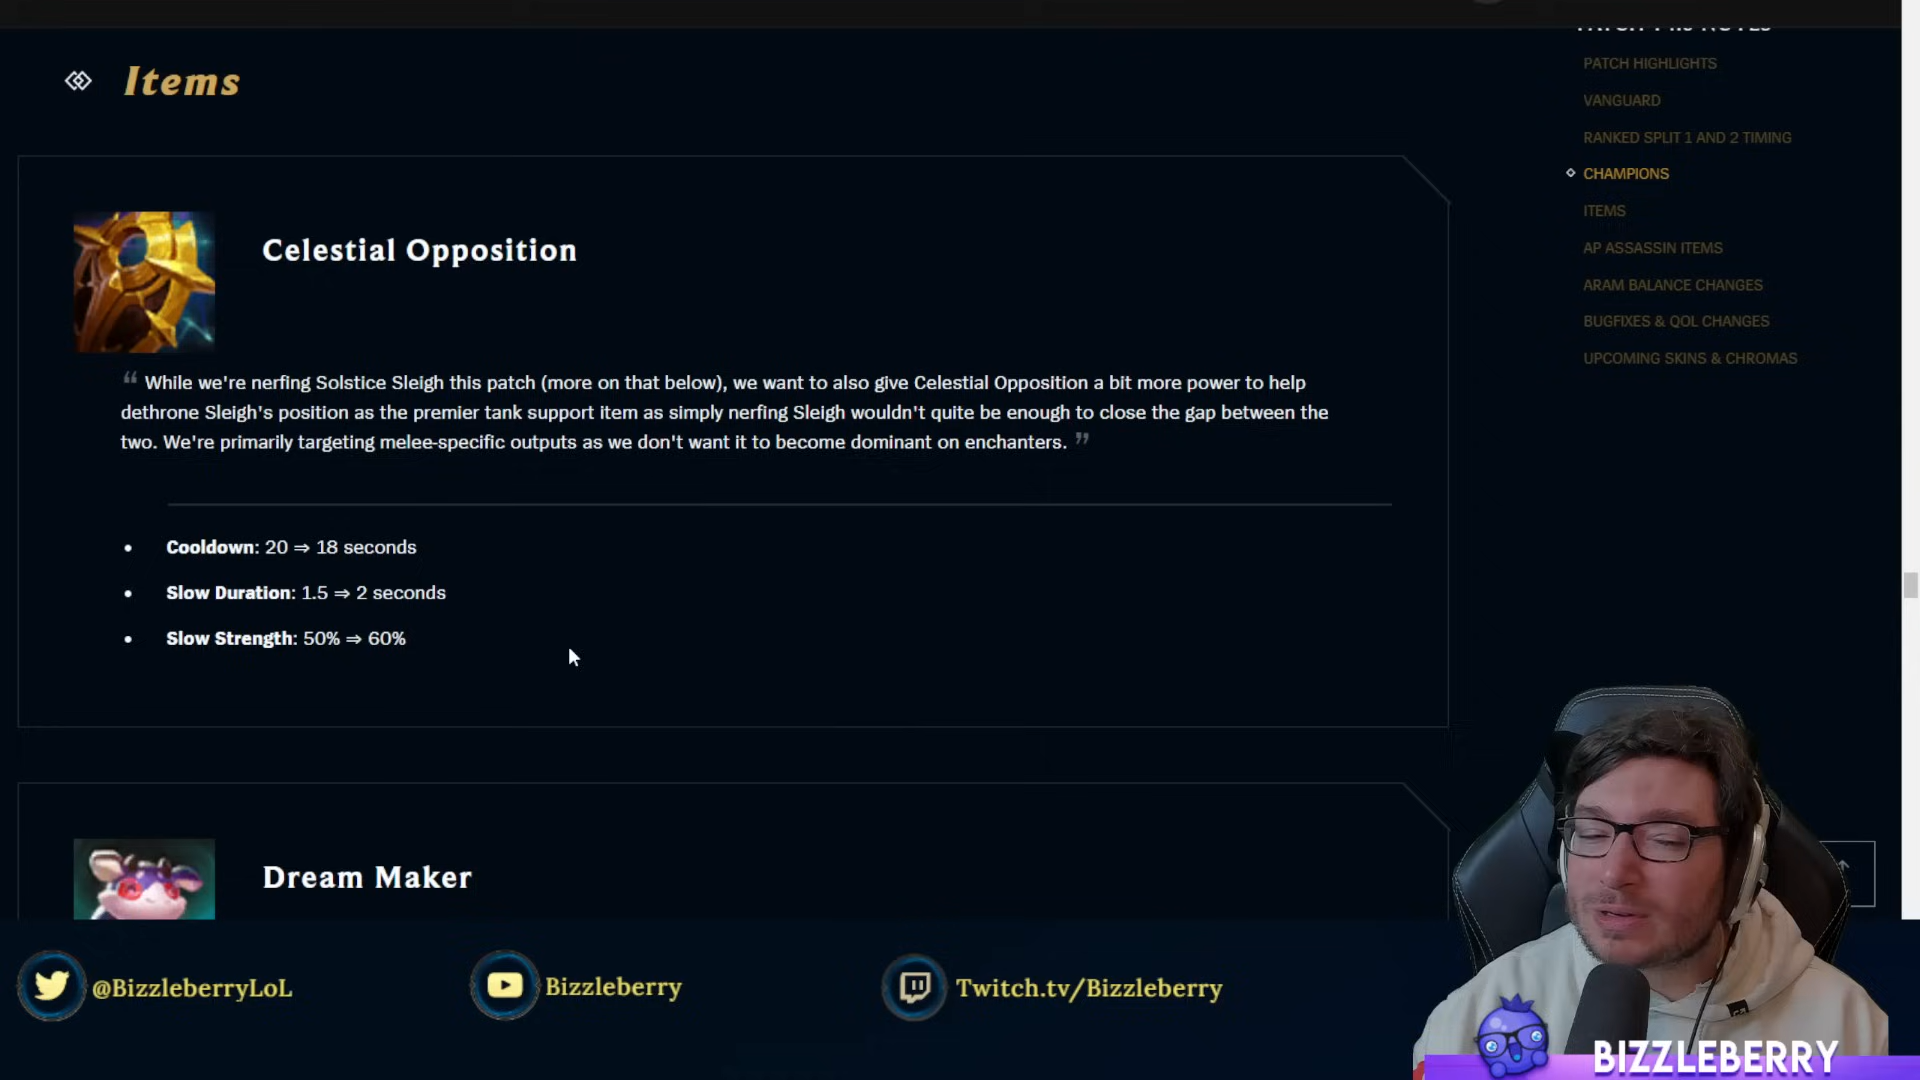 Items
Celestial Opposition
“ While we're nerfing Solstice Sleigh this patch (more on that below), we want to also give Celestial Opposition a bit more power to help
dethrone Sleigh's position as the premier tank support item as simply nerfing Sleigh wouldn't quite be enough to close the gap between the
two. We're primarily targeting melee-specific outputs as we don't want it to become dominant on enchanters. ”
• Cooldown: 20 ⇒ 18 seconds
• Slow Duration: 1.5 ⇒ 2 seconds
• Slow Strength: 50% ⇒ 60%
Dream Maker
PATCH HIGHLIGHTS
VANGUARD
RANKED SPLIT 1 AND 2 TIMING
CHAMPIONS
ITEMS
AP ASSASSIN ITEMS
ARAM BALANCE CHANGES
BUGFIXES & QOL CHANGES
UPCOMING SKINS & CHROMAS
@BizzleberryLoL
Bizzleberry
Twitch.tv/Bizzleberry
BIZZLEBERRY